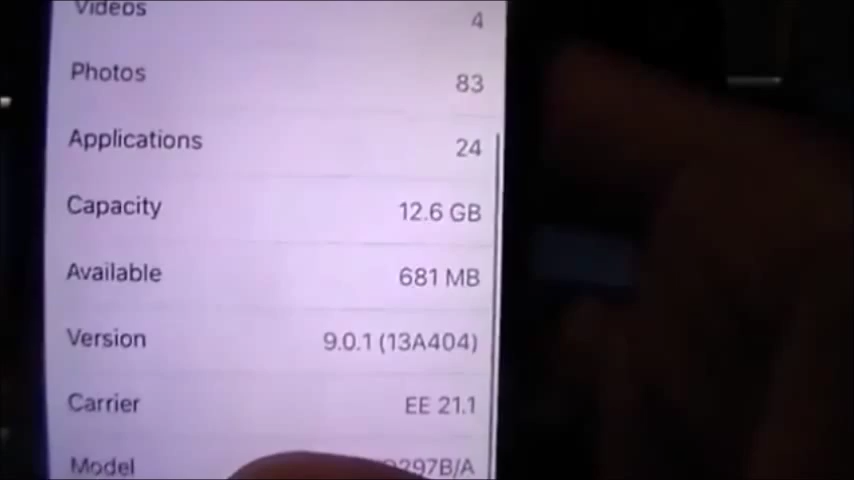 Videos 4
Photos 83
Applications 24
Capacity 12.6 GB
Available 681 MB
Version 9.0.1 (13A404)
Carrier EE 21.1
Model